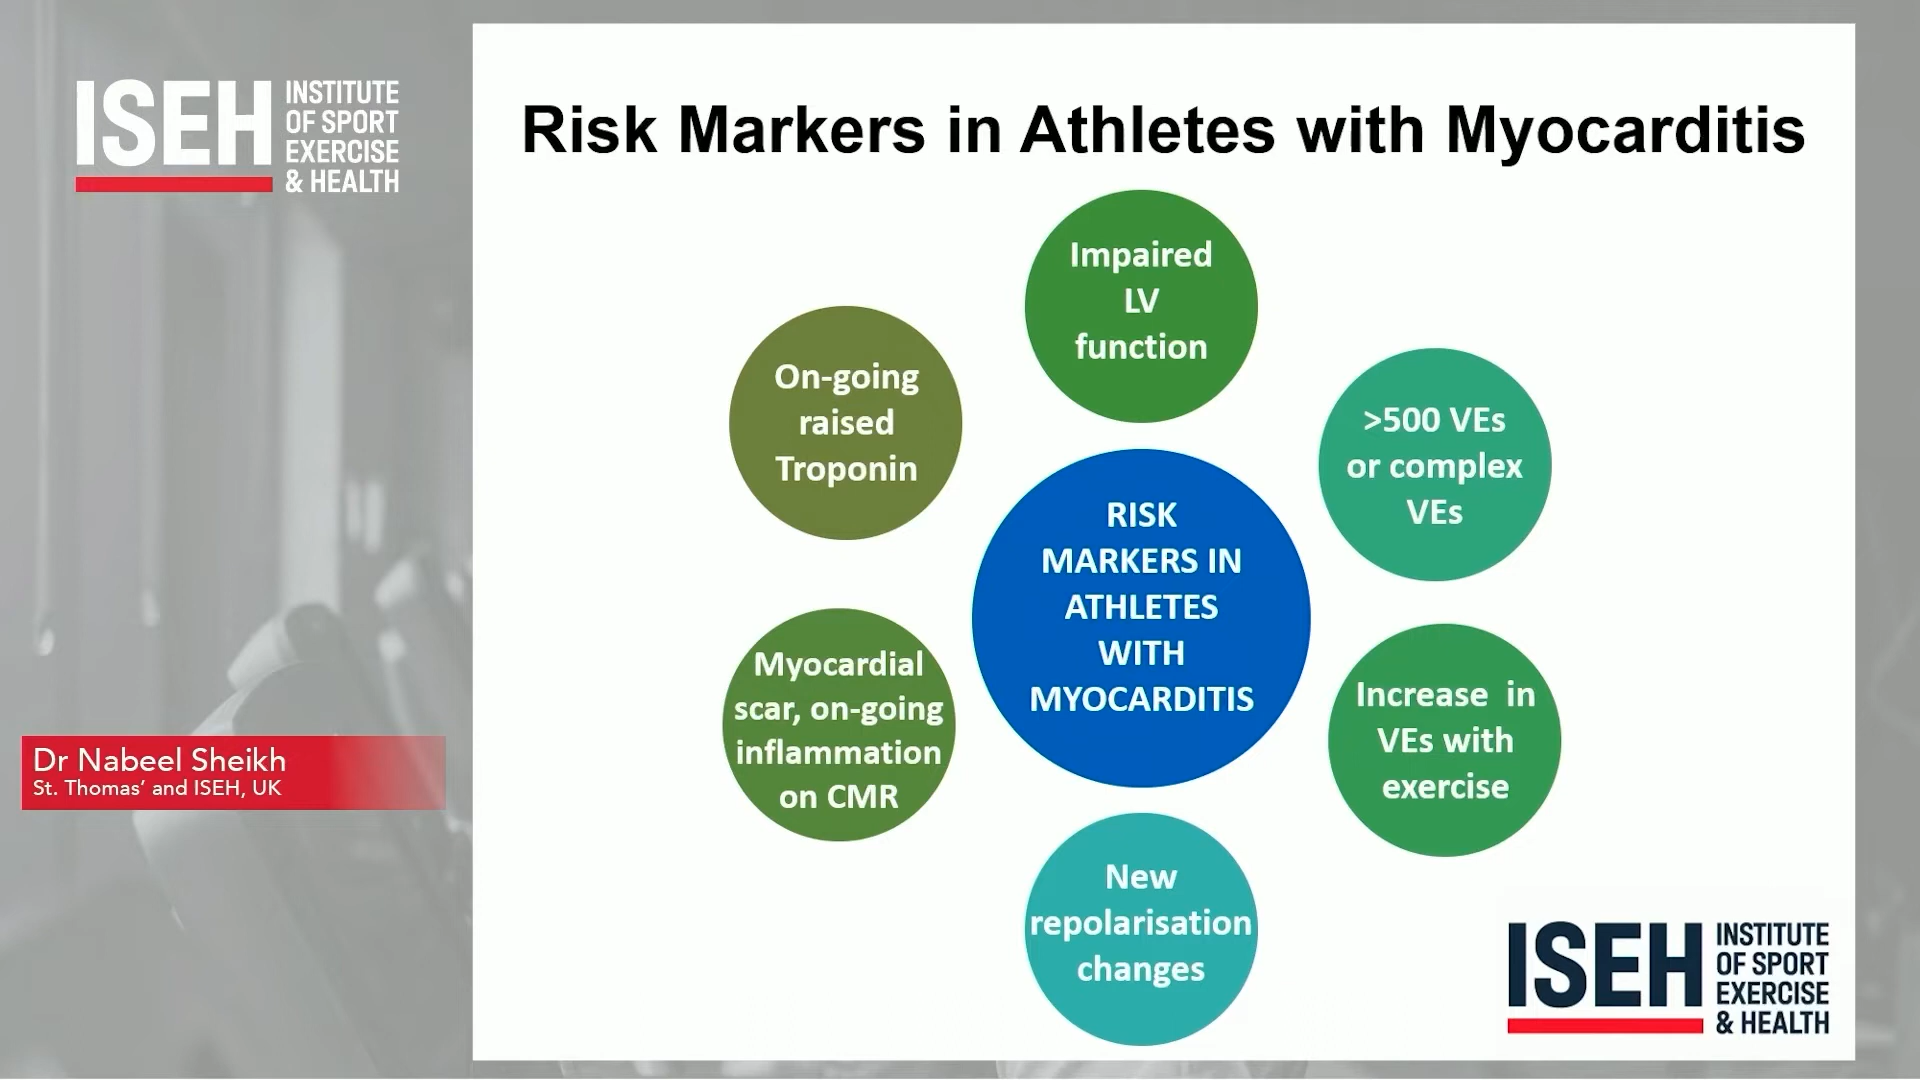 ISEH
INSTITUTE
OF SPORT
EXERCISE
& HEALTH
Dr Nabeel Sheikh
St. Thomas’ and ISEH, UK
Risk Markers in Athletes with Myocarditis
Impaired
LV
function
>500 VEs
or complex
VEs
Increase in
VEs with
exercise
New
repolarisation
changes
Myocardial
scar, on-going
inflammation
on CMR
On-going
raised
Troponin
RISK
MARKERS IN
ATHLETES
WITH
MYOCARDITIS
ISEH
INSTITUTE
OF SPORT
EXERCISE
& HEALTH